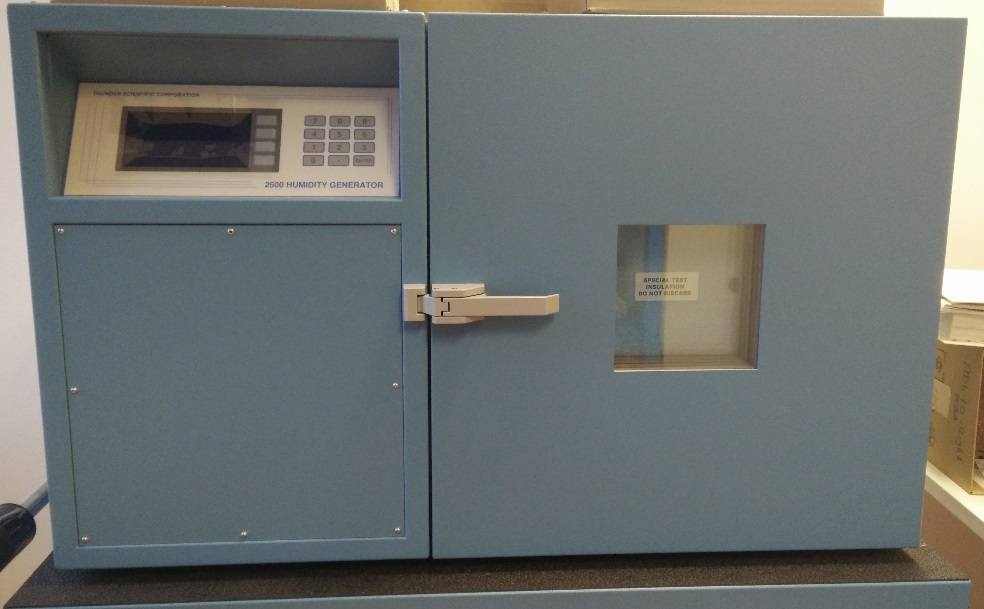 THUNDER SCIENTIFIC CORPORATION
7 8 9
4 5 6
1 2 3
0 - ENTER
2500 HUMIDITY GENERATOR
SPECIAL TEST
INSULATION
DO NOT DISCARD